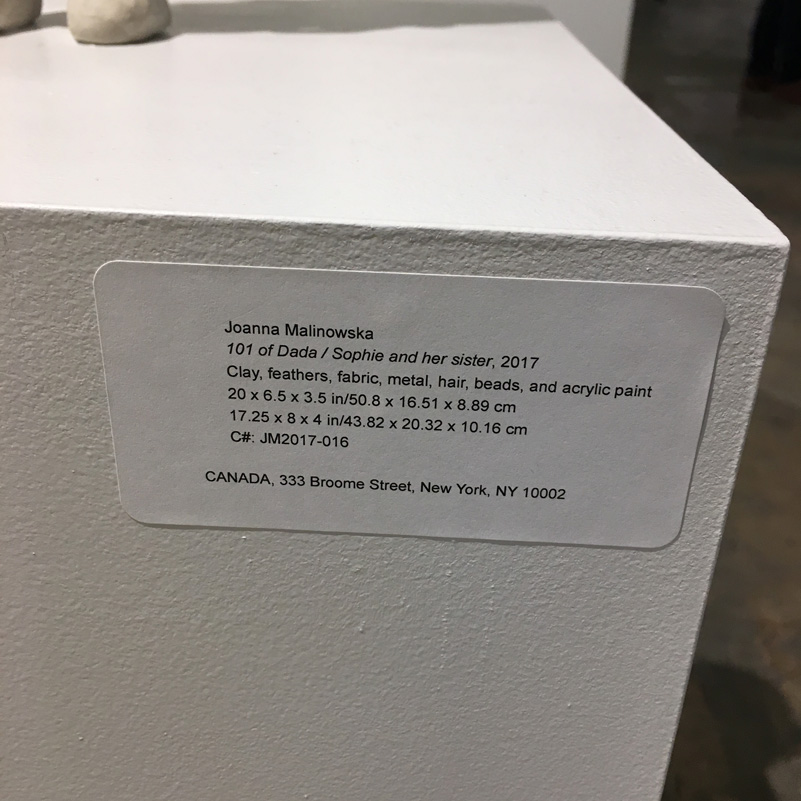 Joanna Malinowska
101 of Dada / Sophie and her sister, 2017
Clay, feathers, fabric, metal, hair, beads, and acrylic paint
20 x 6.5 x 3.5 in/50.8 x 16.51 x 8.89 cm
17.25 x 8 x 4 in/43.82 x 20.32 x 10.16 cm
C#: JM2017-016
CANADA, 333 Broome Street, New York, NY 10002